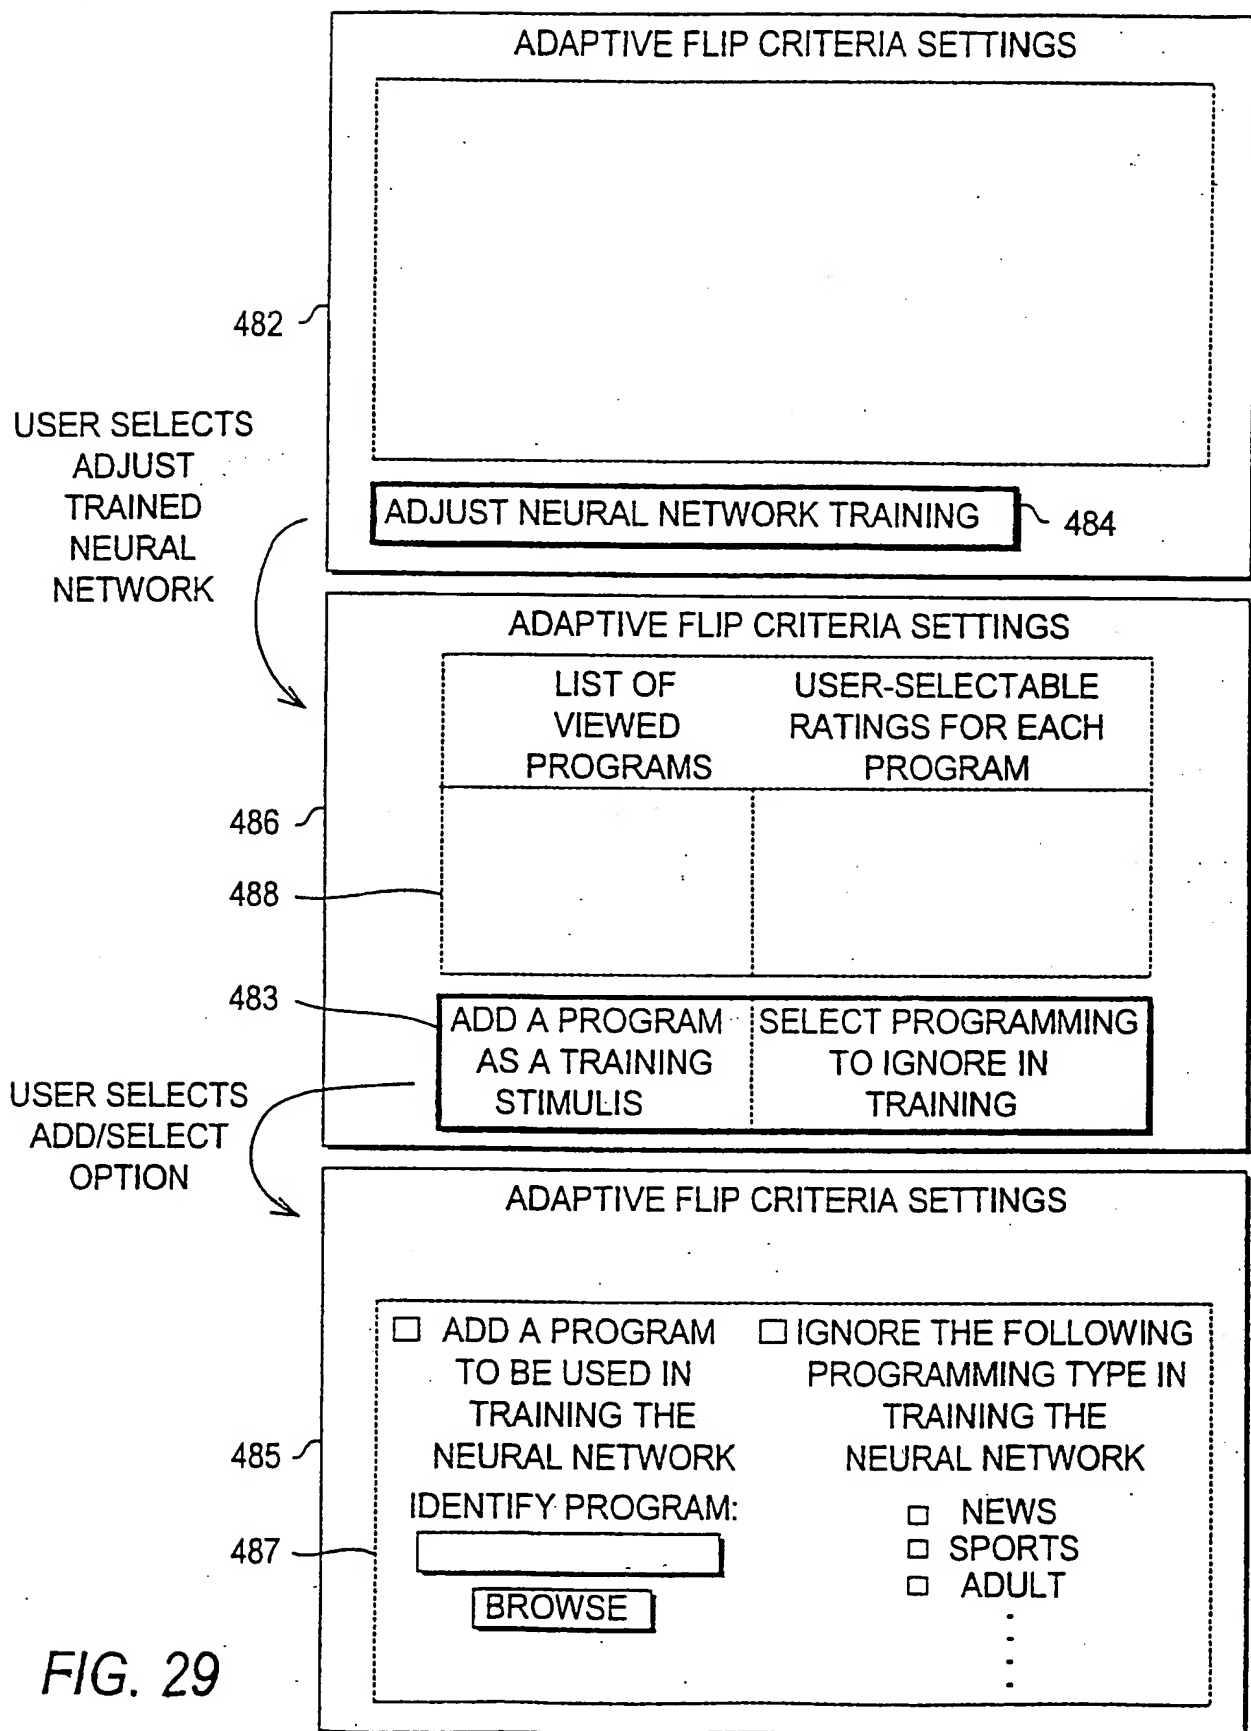 ADAPTIVE FLIP CRITERIA SETTINGS
482
USER SELECTS
ADJUST
TRAINED
NEURAL
NETWORK
ADJUST NEURAL NETWORK TRAINING
484
ADAPTIVE FLIP CRITERIA SETTINGS
LIST OF
VIEWED
PROGRAMS
USER-SELECTABLE
RATINGS FOR EACH
PROGRAM
486
488
483
ADD A PROGRAM
AS A TRAINING
STIMULIS
SELECT PROGRAMMING
TO IGNORE IN
TRAINING
USER SELECTS
ADD/SELECT
OPTION
ADAPTIVE FLIP CRITERIA SETTINGS
ADD A PROGRAM
TO BE USED IN
TRAINING THE
NEURAL NETWORK
IDENTIFY PROGRAM:
BROWSE
IGNORE THE FOLLOWING
PROGRAMMING TYPE IN
TRAINING THE
NEURAL NETWORK
NEWS
SPORTS
ADULT
485
487
FIG. 29